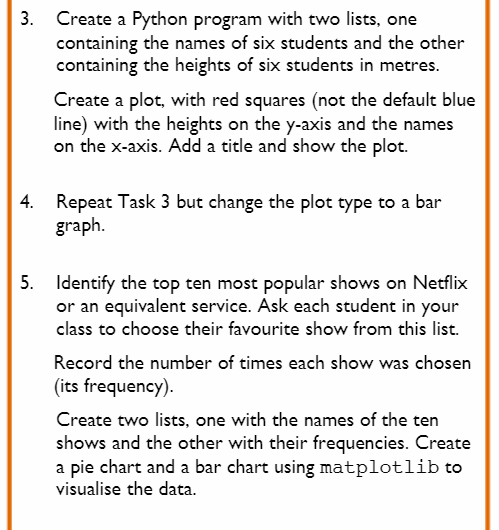 3. Create a Python program with two lists, one
containing the names of six students and the other
containing the heights of six students in metres.
Create a plot, with red squares (not the default blue
line) with the heights on the y-axis and the names
on the x-axis. Add a title and show the plot.
4. Repeat Task 3 but change the plot type to a bar
graph.
5. Identify the top ten most popular shows on Netflix
or an equivalent service. Ask each student in your
class to choose their favourite show from this list.
Record the number of times each show was chosen
(its frequency).
Create two lists, one with the names of the ten
shows and the other with their frequencies. Create
a pie chart and a bar chart using matplotlib to
visualise the data.